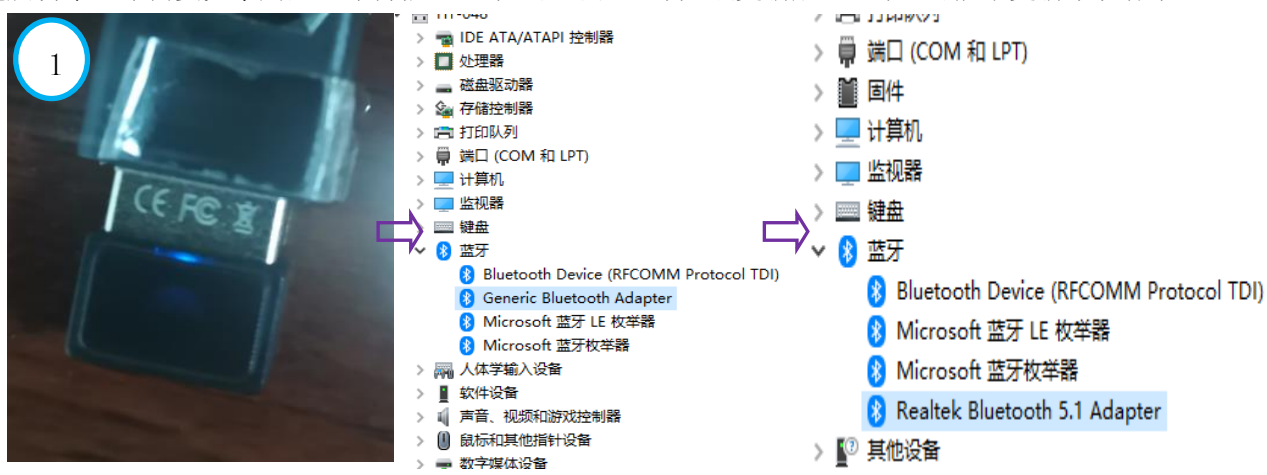 1
CE FC
HT-048
IDE ATA/ATAPI 控制器
处理器
磁盘驱动器
存储控制器
打印队列
端口 (COM 和 LPT)
计算机
监视器
键盘
蓝牙
Bluetooth Device (RFCOMM Protocol TDI)
Generic Bluetooth Adapter
Microsoft 蓝牙 LE 枚举器
Microsoft 蓝牙枚举器
人体学输入设备
软件设备
声音、视频和游戏控制器
鼠标和其他指针设备
数字媒体设备
打印队列
端口 (COM 和 LPT)
固件
计算机
监视器
键盘
蓝牙
Bluetooth Device (RFCOMM Protocol TDI)
Microsoft 蓝牙 LE 枚举器
Microsoft 蓝牙枚举器
Realtek Bluetooth 5.1 Adapter
其他设备